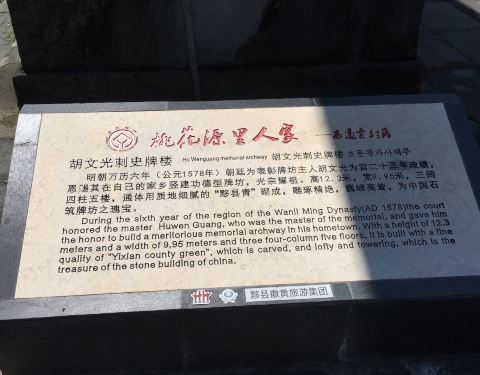 桃花源里人家 —西递古村落
胡文光刺史牌楼 Hu Wenguang memorial archway 胡文光刺史牌楼 호문광자사패루
明朝万历六年（公元1578年）朝廷为表彰牌坊主人胡文光为官二十三年政绩，
恩遇其在自己的家乡竖建功德型牌坊，光宗耀祖。高12.3米，宽9.95米，三间
四柱五楼，通体用质地细腻的“黟县青”砌成，雕琢精绝，巍峨高耸，为中国石
筑牌坊之瑰宝。
During the sixth year of the region of the Wanli Ming Dynasty(AD 1578)the court
honored the master Huwen Guang, who was the master of the memorial, and gave him
the honor to build a meritorious memorial archway in his hometown. With a height of 12.3
meters and a width of 9.95 meters and three four-column five floors, it is built with a fine
quality of "Yixian county green", which is carved, and lofty and towering, which is the
treasure of the stone building of china.
黟县徽黄旅游集团